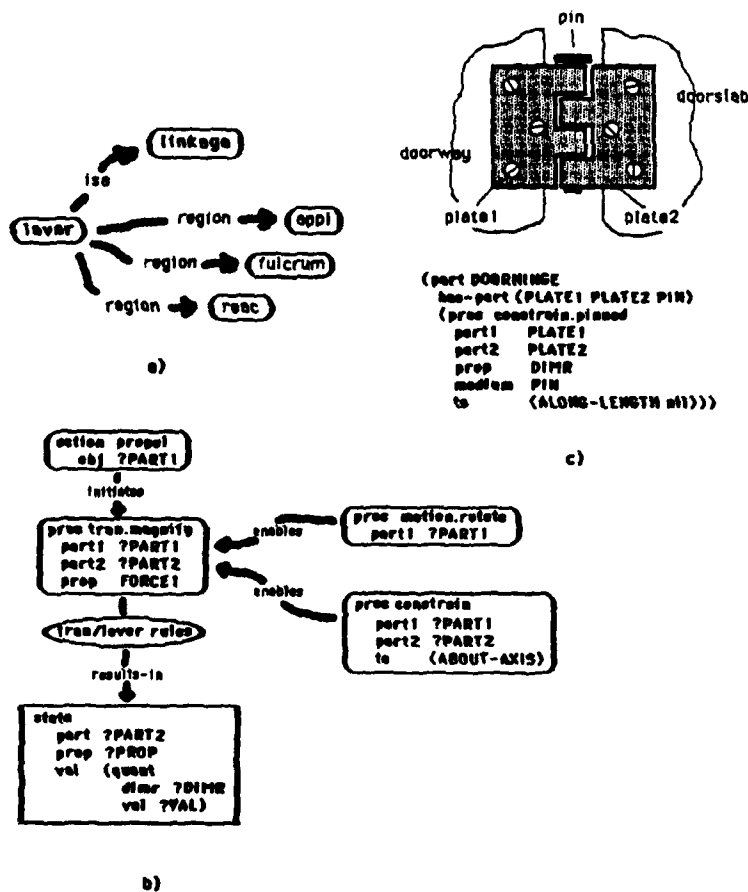 linkage
isa
lever
region
appl
region
fulcrum
region
reac
a)
pin
doorslab
doorway
plate1
plate2
(part DOORHINGE
has-part (PLATE1 PLATE2 PIN)
(proc constrain.pinned
part1 PLATE1
part2 PLATE2
prop DIMR
medium PIN
to (ALONG-LENGTH nil)))
c)
action propel
obj ?PART1
initiates
proc tran.magnify
part1 ?PART1
part2 ?PART2
prop FORCE1
enables
proc motion.rotate
part1 ?PART1
enables
proc constrain
part1 ?PART1
part2 ?PART2
to (ABOUT-AXIS)
tran/lever rules
results-in
state
part ?PART2
prop ?PROP
val (quant
dimr ?DIMR
val ?VAL)
b)